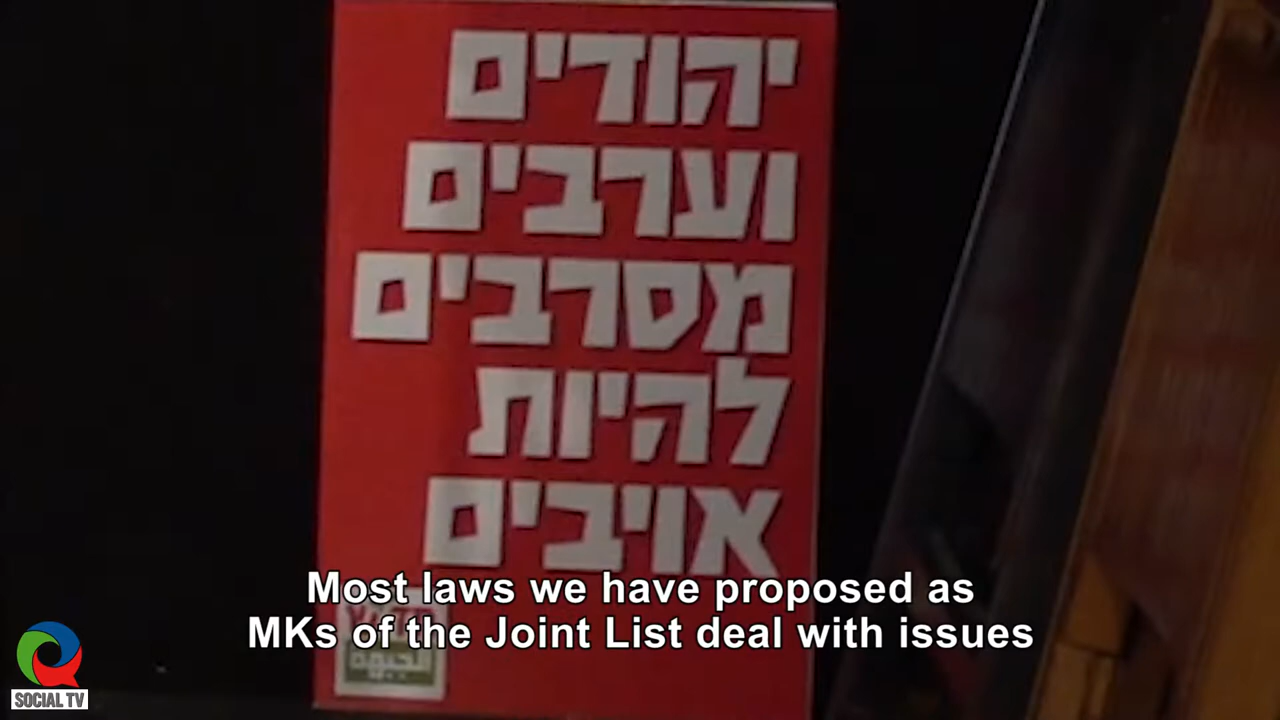 יהודים
וערבים
מסרבים
להיות
אויבים
Most laws we have proposed as
MKs of the Joint List deal with issues
SOCIAL TV